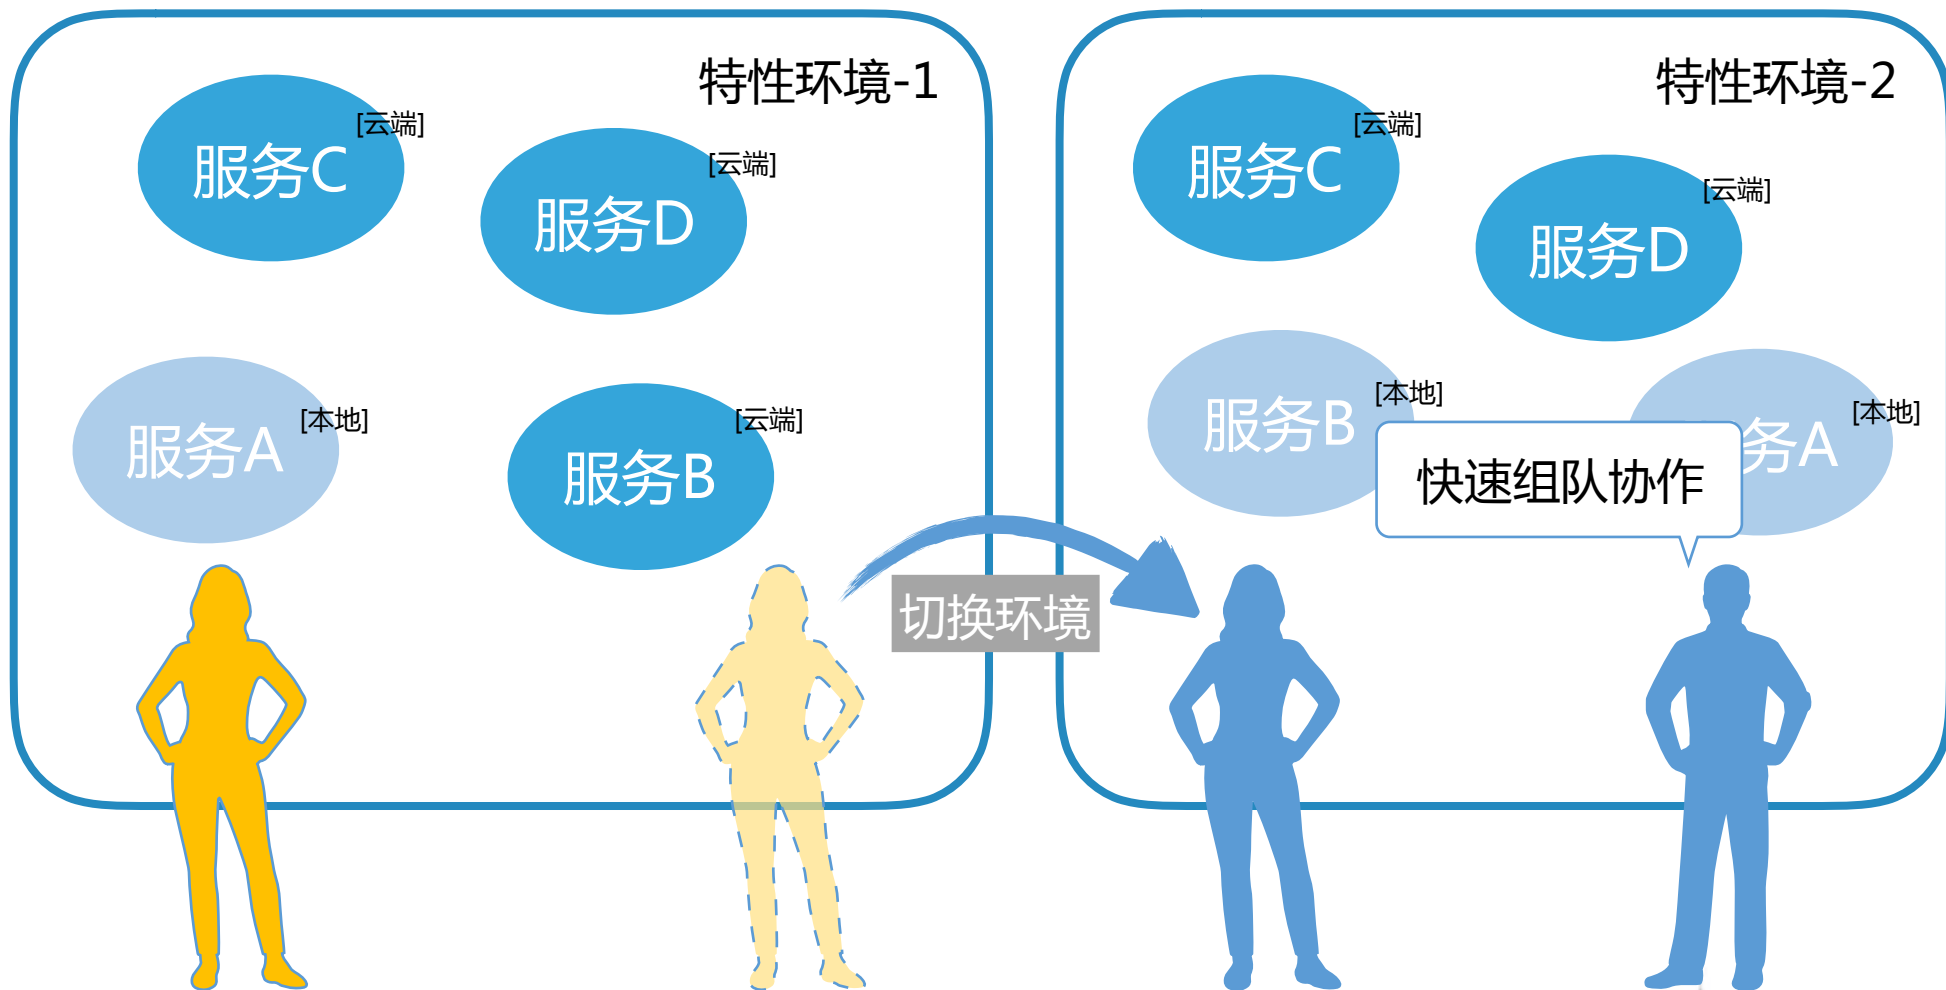 特性环境-1
服务C
[云端]
服务D
[云端]
服务A
[本地]
服务B
[云端]
切换环境
特性环境-2
服务C
[云端]
服务D
[云端]
服务B
[本地]
务A
[本地]
快速组队协作